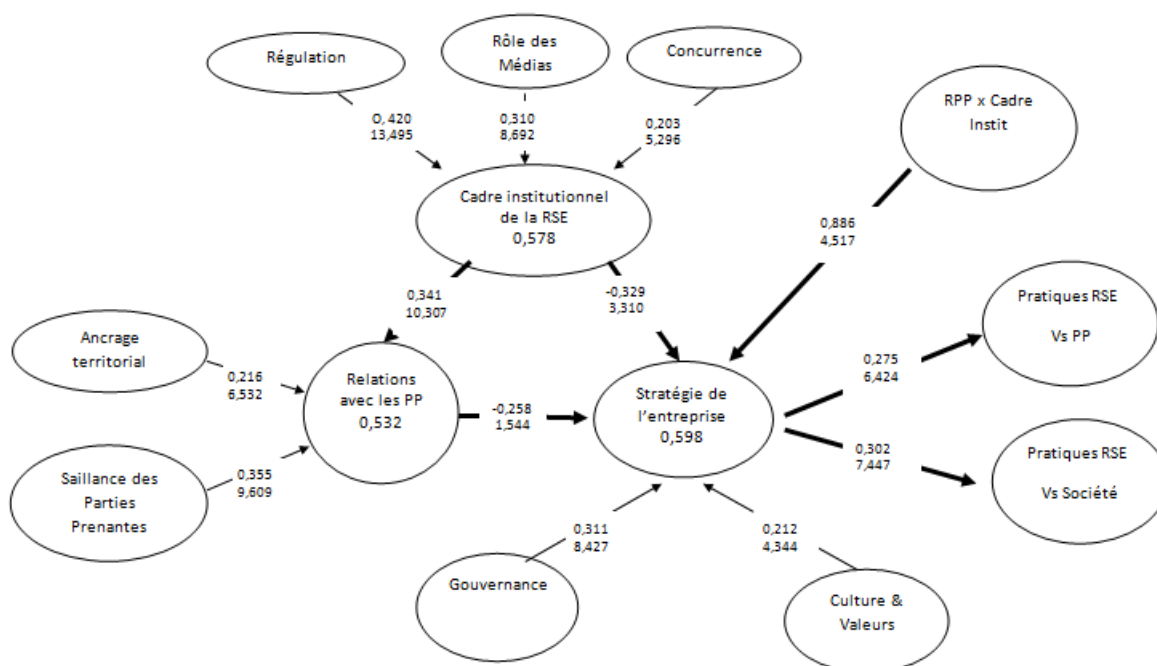 Régulation
Rôle des
Médias
Concurrence
RPP x Cadre
Instit
0,420
13,495
0,310
8,692
0,203
5,296
Cadre institutionnel
de la RSE
0,578
0,886
4,517
0,341
10,307
-0,329
3,310
Pratiques RSE
Vs PP
Ancrage
territorial
0,216
6,532
Relations
avec les PP
0,532
-0,258
1,544
Stratégie de
l'entreprise
0,598
0,275
6,424
0,302
7,447
Pratiques RSE
Vs Société
Saillance des
Parties
Prenantes
0,355
9,609
0,311
8,427
0,212
4,344
Gouvernance
Culture &
Valeurs